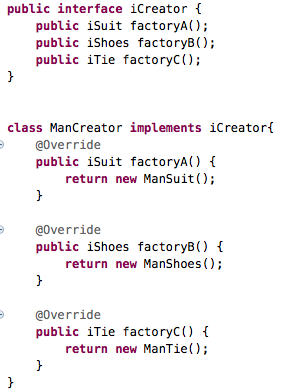 public interface iCreator {
    public iSuit factoryA();
    public iShoes factoryB();
    public iTie factoryC();
}
class ManCreator implements iCreator{
    @Override
    public iSuit factoryA() {
        return new ManSuit();
    }
    @Override
    public iShoes factoryB() {
        return new ManShoes();
    }
    @Override
    public iTie factoryC() {
        return new ManTie();
    }
}